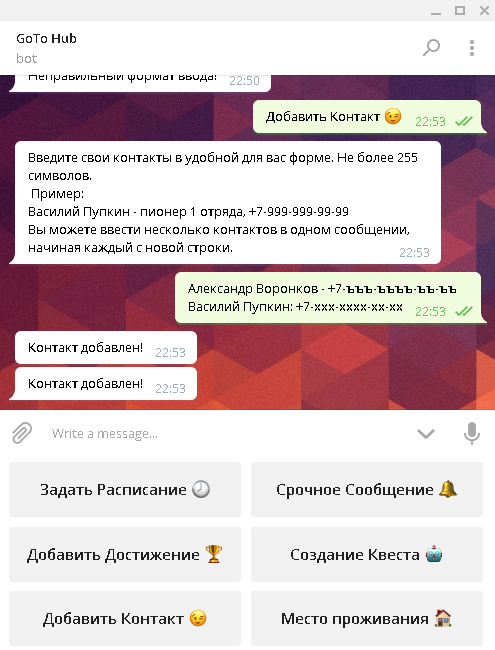 GoTo Hub
bot
Неправильный формат ввода!
22:50
Добавить Контакт 😉
22:53
Введите свои контакты в удобной для вас форме. Не более 255
символов.
Пример:
Василий Пупкин - пионер 1 отряда, +7-999-999-99-99
Вы можете ввести несколько контактов в одном сообщении,
начиная каждый с новой строки.
22:53
Александр Воронков - +7-ъъъ-ъъъъ-ъъ-ъъ
Василий Пупкин: +7-xxx-xxxx-xx-xx
22:53
Контакт добавлен!
22:53
Контакт добавлен!
22:53
Write a message...
Задать Расписание 🕗
Срочное Сообщение 🔔
Добавить Достижение 🏆
Создание Квеста 🤖
Добавить Контакт 😉
Место проживания 🏠